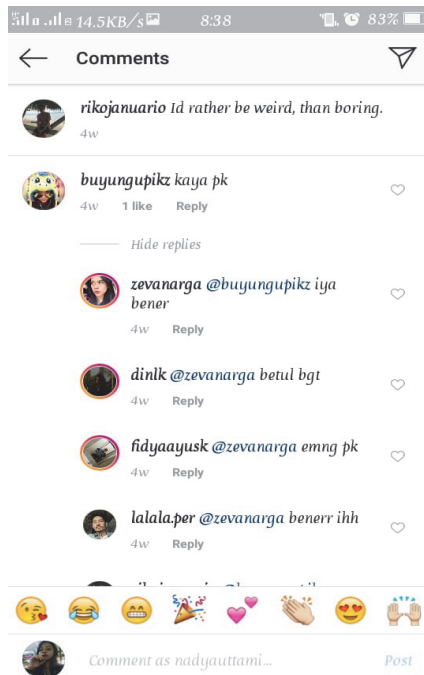 14.5KB/s 8:38 83%
Comments
rikojanuario Id rather be weird, than boring.
4w
buyungupikz kaya pk
4w 1 like Reply
Hide replies
zevanarga @buyungupikz iya
bener
4w Reply
dinlk @zevanarga betul bgt
4w Reply
fidyaayusk @zevanarga emng pk
4w Reply
lalala.per @zevanarga benerr ihh
4w Reply
Comment as nadyauttami... Post